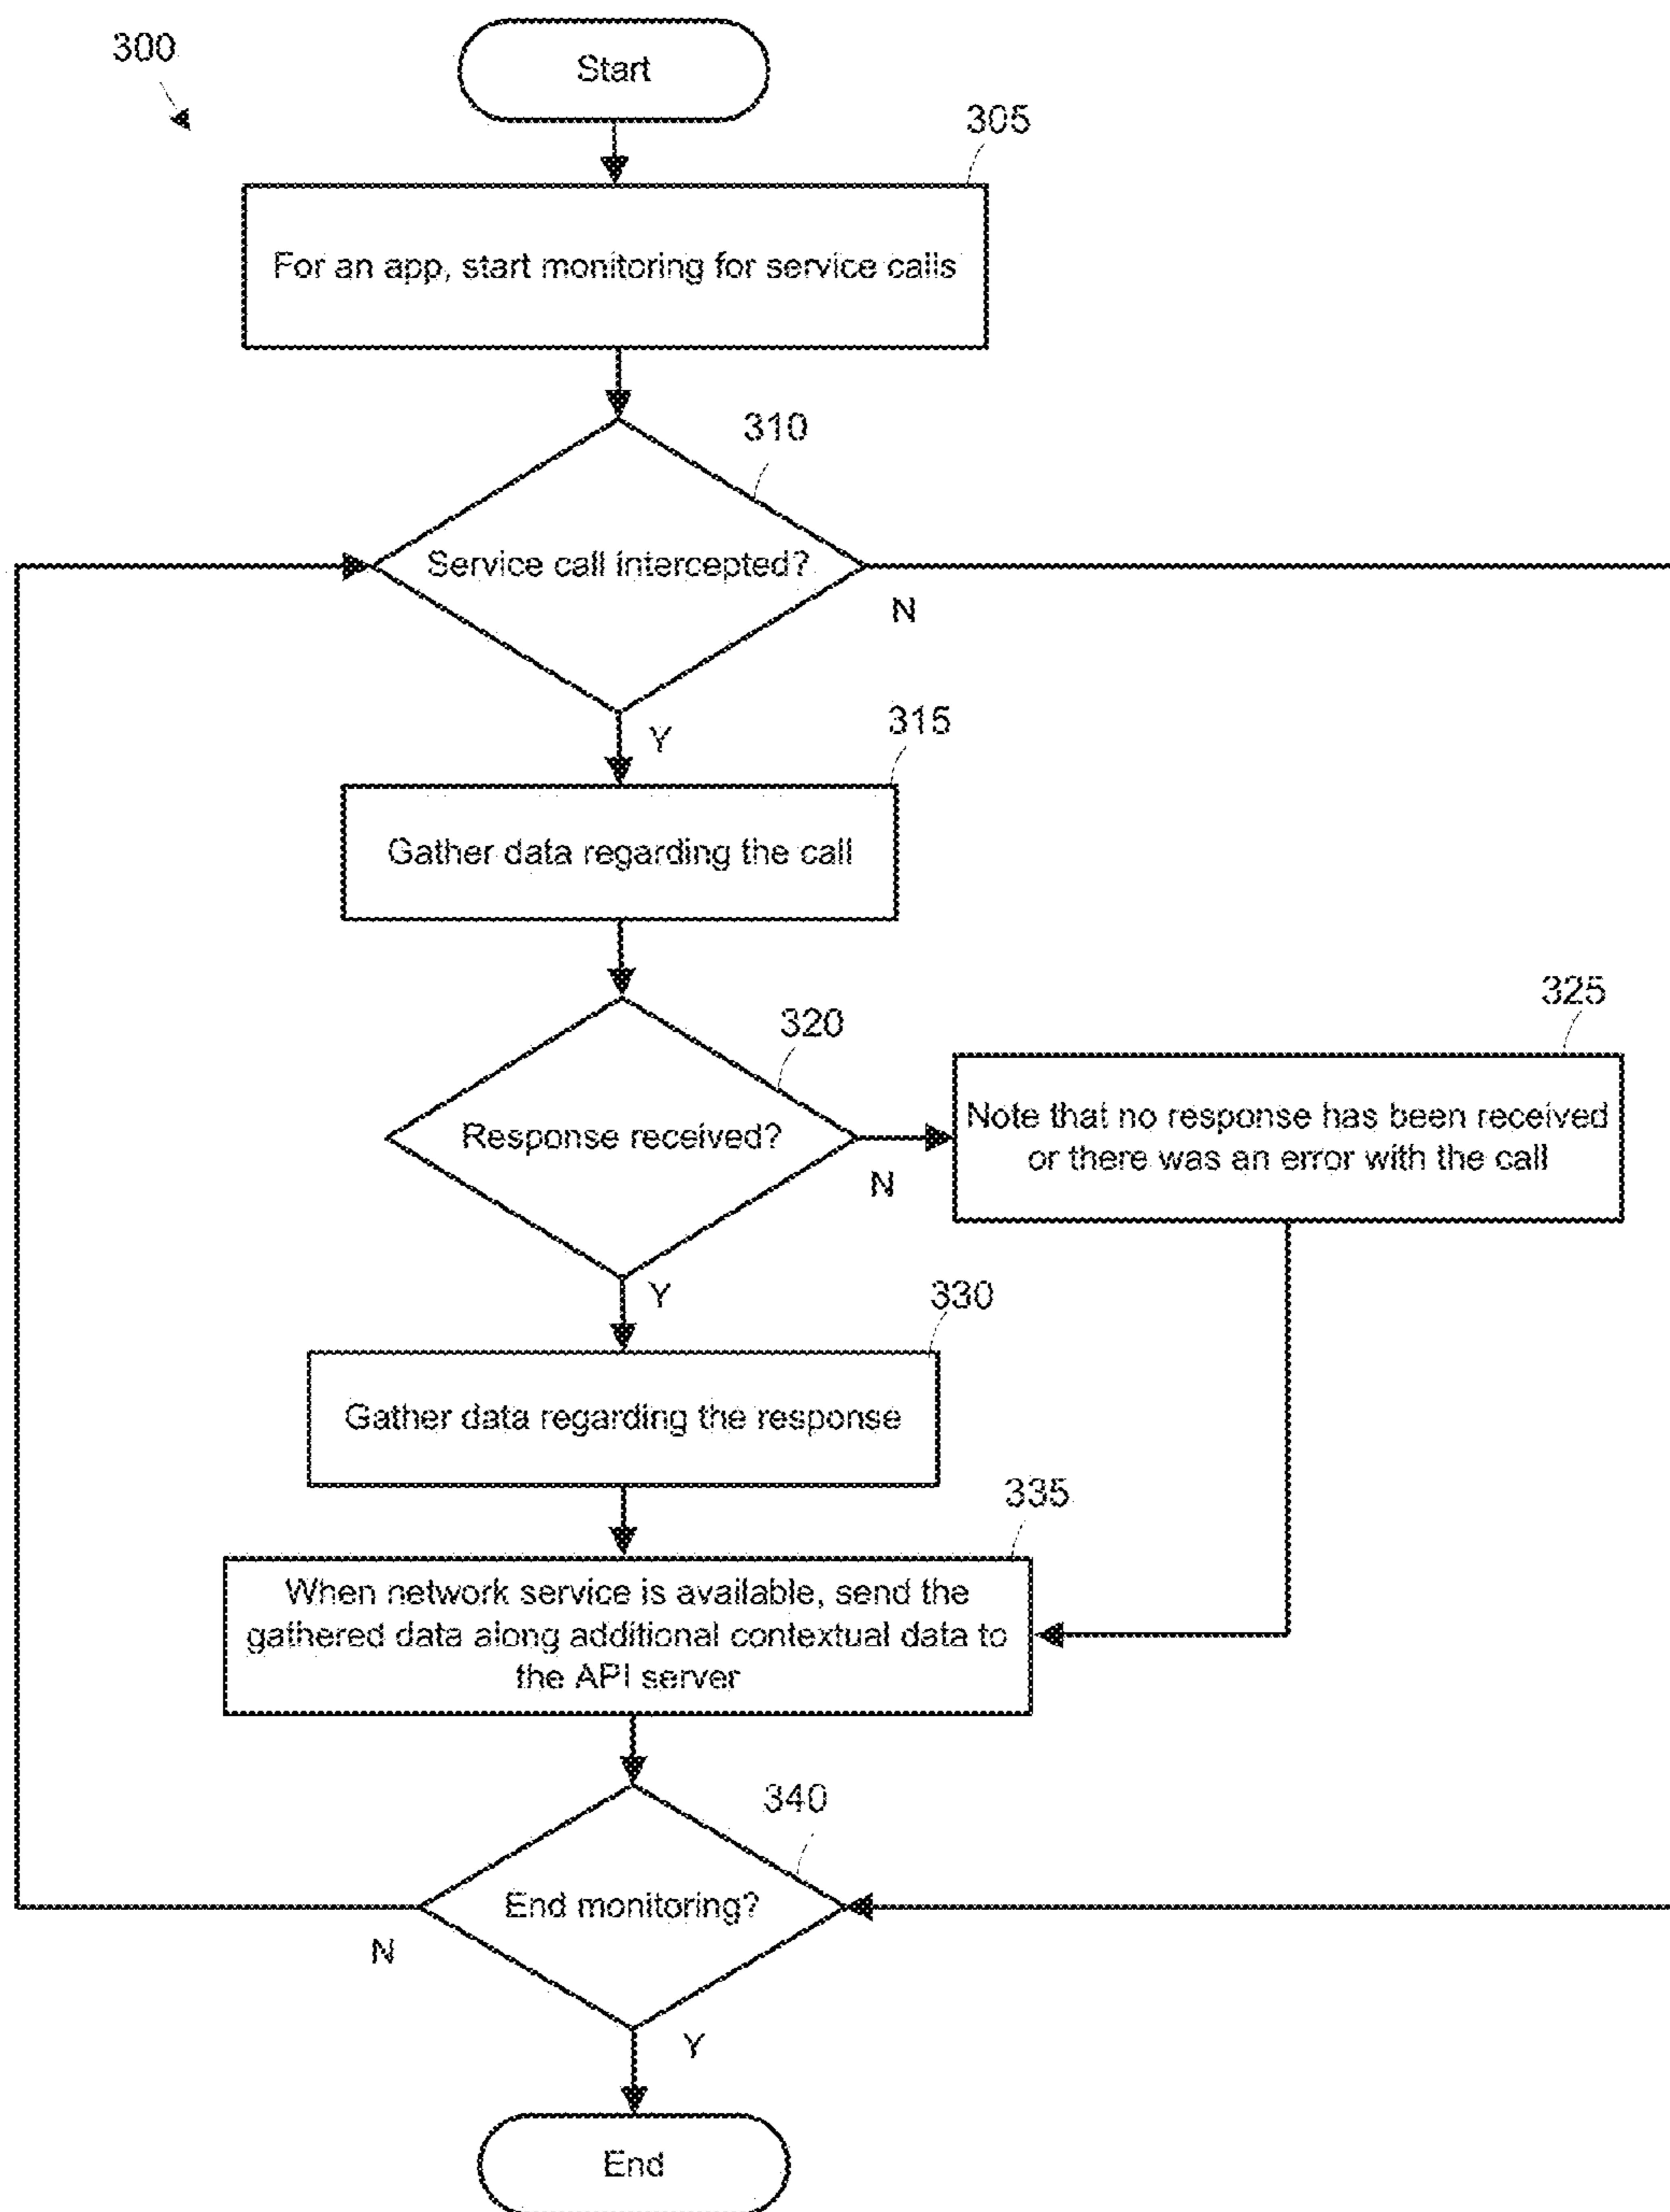 300
Start
305
For an app, start monitoring for service calls
310
Service call intercepted?
N
Y
315
Gather data regarding the call
320
325
Response received?
Note that no response has been received
or there was an error with the call
N
Y
330
Gather data regarding the response
335
When network service is available, send the
gathered data along additional contextual data to
the API server
340
End monitoring?
N
Y
End